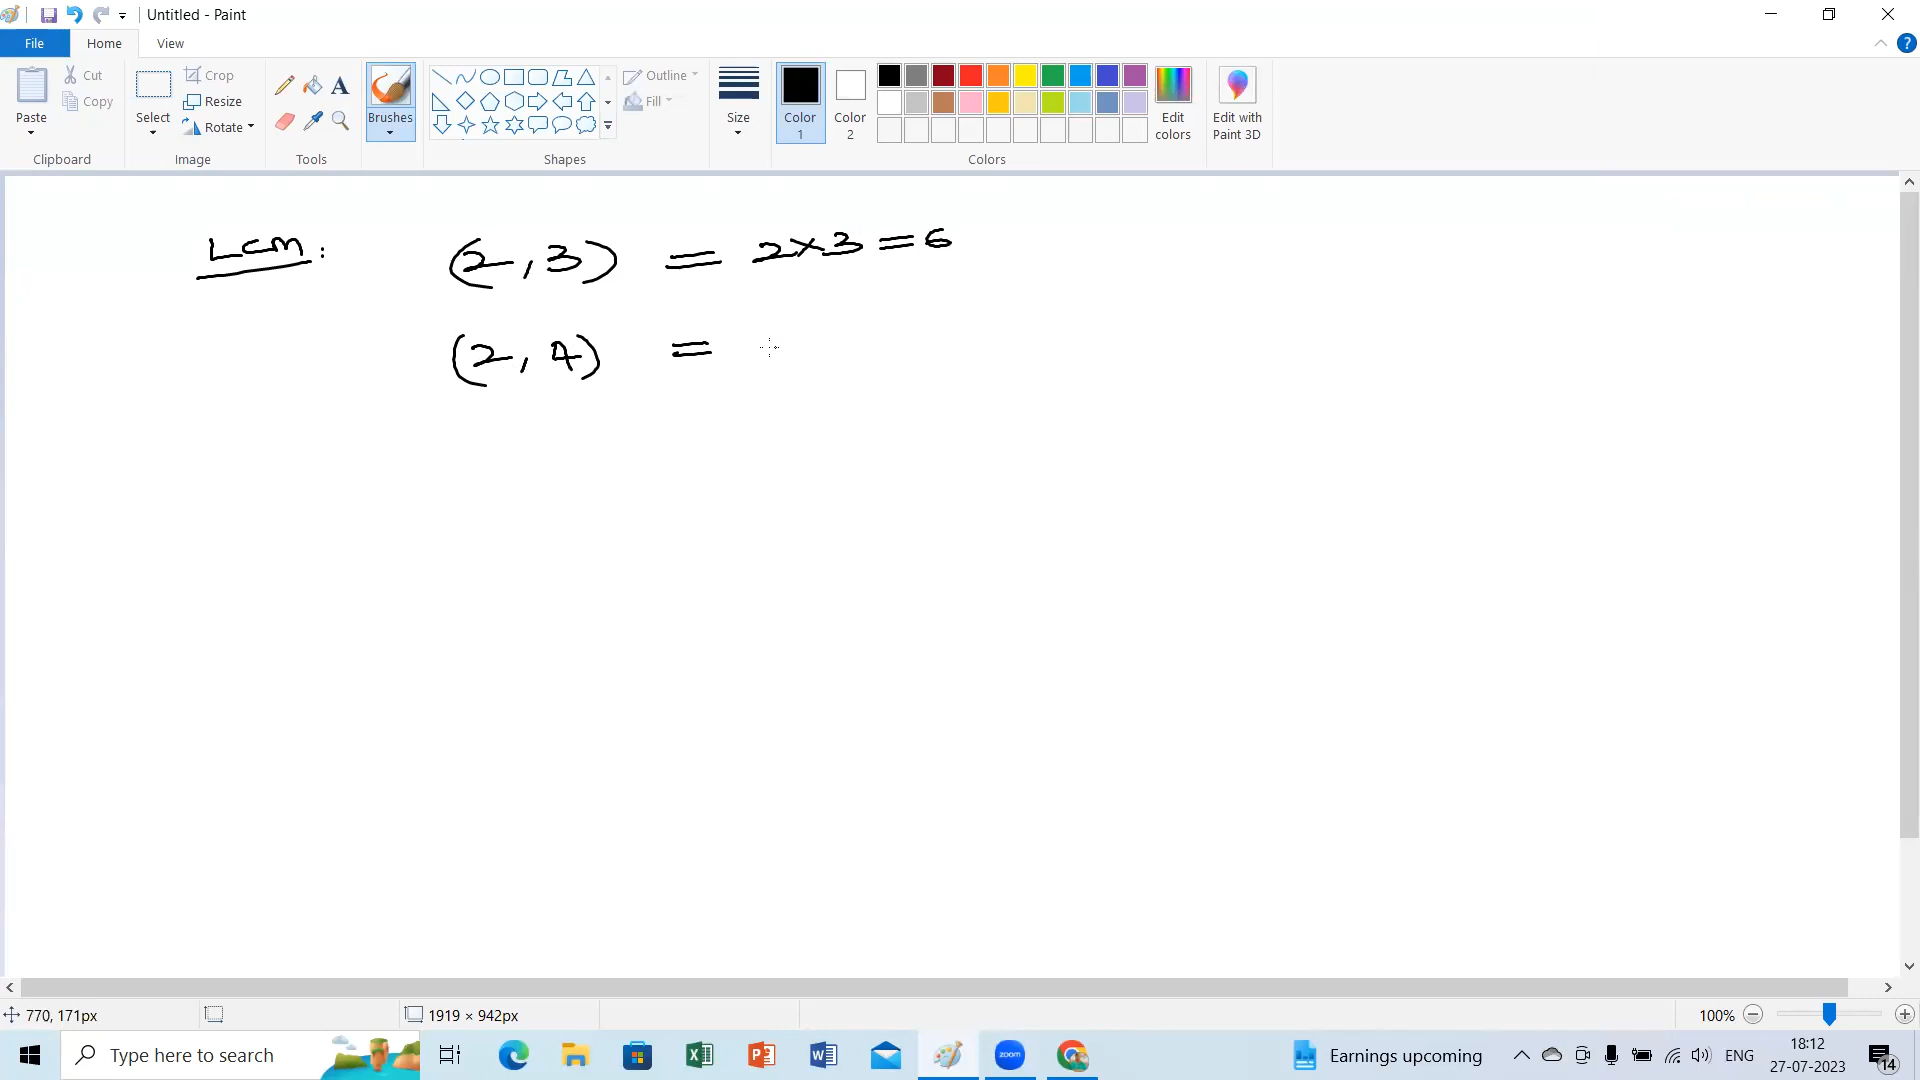 Untitled - Paint
File Home View
Paste Cut Copy Clipboard
Select Crop Resize Rotate Image
Tools
Brushes
Outline Fill Shapes
Size
Color 1 Color 2 Edit colors Colors
Edit with Paint 3D
LCM : (2,3) = 2×3 = 6
(2,4) =
770, 171px 1919 × 942px 100%
Type here to search zoom Earnings upcoming ENG 18:12 27-07-2023 14